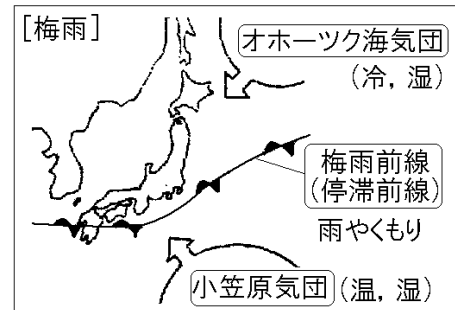 [梅雨]
オホーツク海気団
(冷, 湿)
梅雨前線
(停滞前線)
雨やくもり
小笠原気団 (温, 湿)